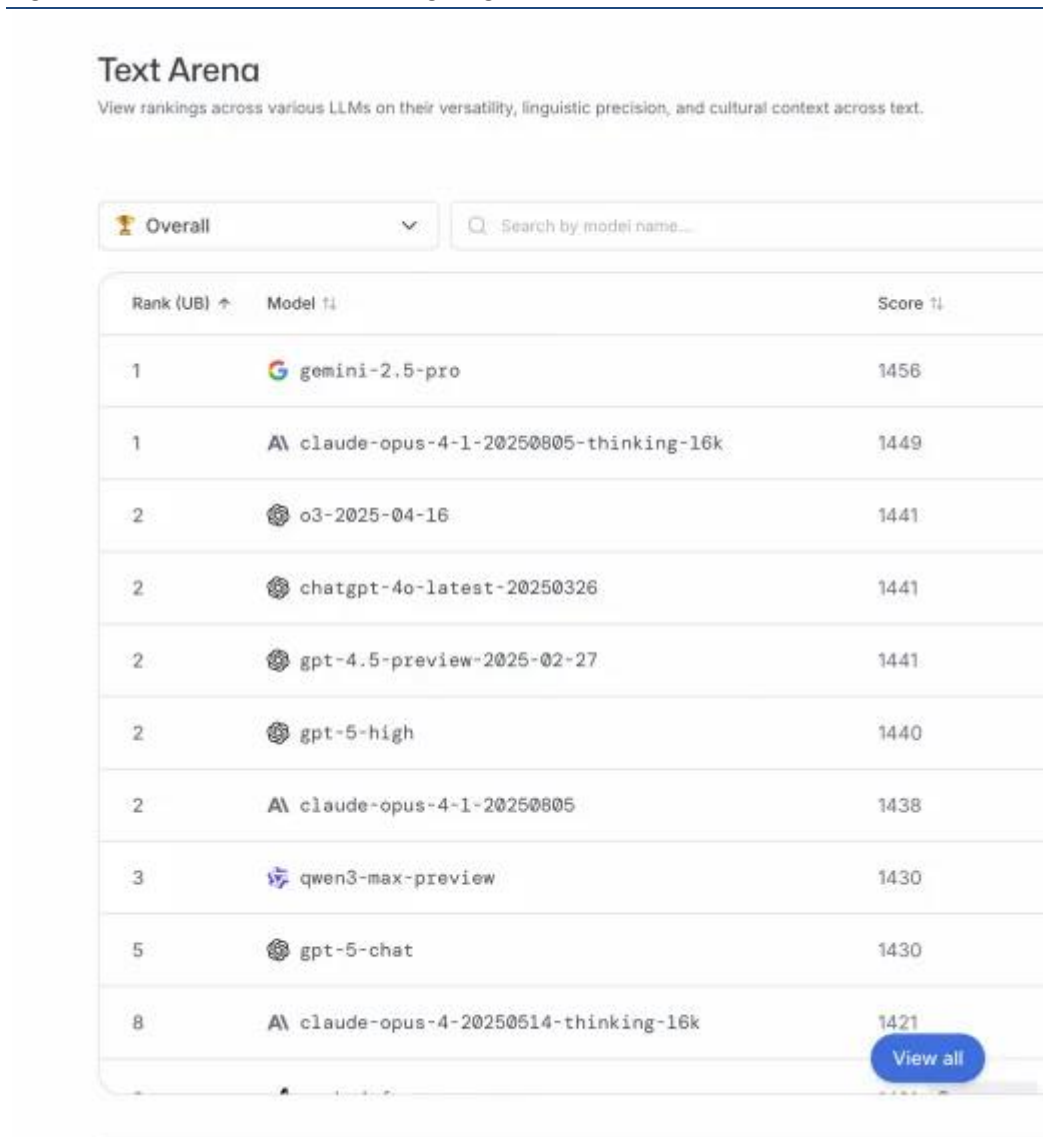 Text Arena
View rankings across various LLMs on their versatility, linguistic precision, and cultural context across text.
🏆 Overall Search by model name...
Rank (UB) ↑ Model ↑↓ Score ↑↓
1 gemini-2.5-pro 1456
1 claude-opus-4-1-20250805-thinking-16k 1449
2 o3-2025-04-16 1441
2 chatgpt-4o-latest-20250326 1441
2 gpt-4.5-preview-2025-02-27 1441
2 gpt-5-high 1440
2 claude-opus-4-1-20250805 1438
3 qwen3-max-preview 1430
5 gpt-5-chat 1430
8 claude-opus-4-20250514-thinking-16k 1421
View all